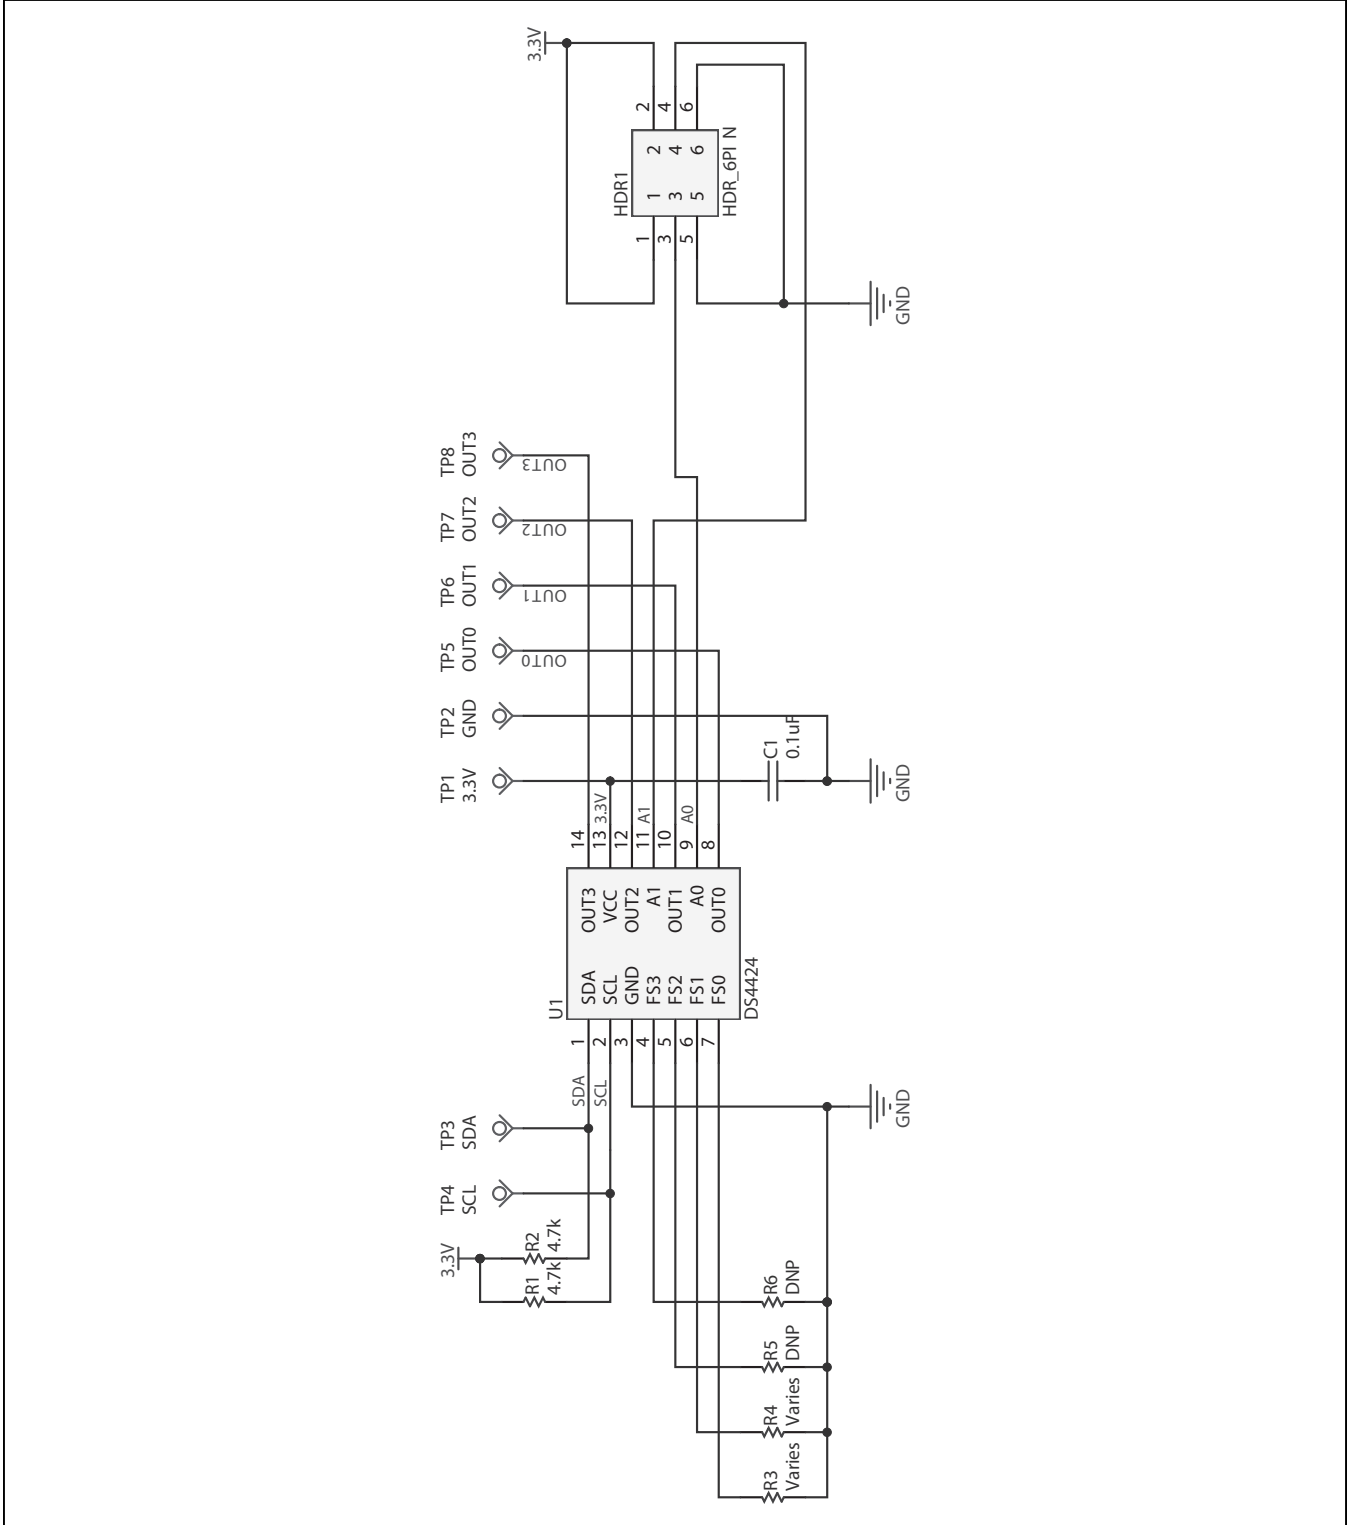 3.3V
2
4
6
HDR1
2
4
6
1
3
5
HDR_6PI N
1
3
5
GND
TP8
OUT3
OUT3
TP7
OUT2
OUT2
TP6
OUT1
OUT1
TP5
OUT0
OUT0
TP2
GND
TP1
3.3V
C1
0.1uF
GND
3.3V
A1
A0
14
13
12
11
10
9
8
U1
OUT3
VCC
OUT2
A1
OUT1
A0
OUT0
SDA
SCL
GND
FS3
FS2
FS1
FS0
DS4424
1
2
3
4
5
6
7
SDA
SCL
GND
TP3
SDA
TP4
SCL
3.3V
R2
4.7k
R1
4.7k
R6
DNP
R5
DNP
R4
Varies
R3
Varies